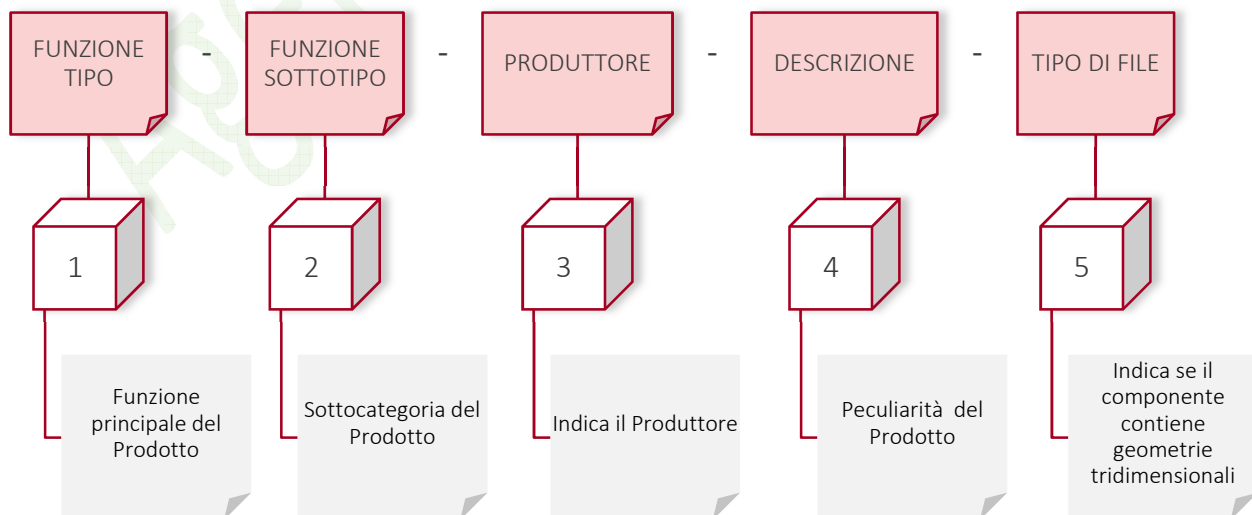 FUNZIONE
TIPO
-
FUNZIONE
SOTTOTIPO
-
PRODUTTORE
-
DESCRIZIONE
-
TIPO DI FILE
1
2
3
4
5
Funzione
principale del
Prodotto
Sottocategoria del
Prodotto
Indica il Produttore
Peculiarità del
Prodotto
Indica se il
componente
contiene
geometrie
tridimensionali